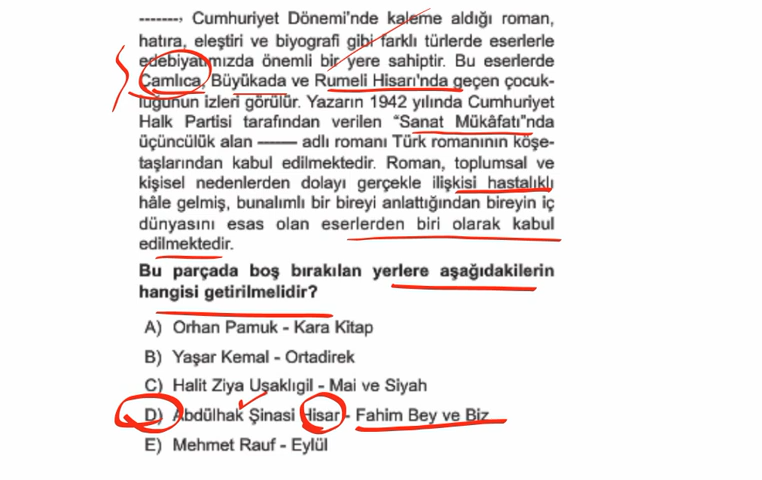 -------, Cumhuriyet Dönemi'nde kaleme aldığı roman,
hatıra, eleştiri ve biyografi gibi farklı türlerde eserlerle
edebiyatımızda önemli bir yere sahiptir. Bu eserlerde
Çamlıca, Büyükada ve Rumeli Hisarı'nda geçen çocuk-
luğunun izleri görülür. Yazarın 1942 yılında Cumhuriyet
Halk Partisi tarafından verilen “Sanat Mükâfatı”nda
üçüncülük alan ------- adlı romanı Türk romanının köşe-
taşlarından kabul edilmektedir. Roman, toplumsal ve
kişisel nedenlerden dolayı gerçekle ilişkisi hastalıklı
hâle gelmiş, bunalımlı bir bireyi anlattığından bireyin iç
dünyasını esas olan eserlerden biri olarak kabul
edilmektedir.
Bu parçada boş bırakılan yerlere aşağıdakilerin
hangisi getirilmelidir?
A) Orhan Pamuk - Kara Kitap
B) Yaşar Kemal - Ortadirek
C) Halit Ziya Uşaklıgil - Mai ve Siyah
D) Abdülhak Şinasi Hisar - Fahim Bey ve Biz
E) Mehmet Rauf - Eylül